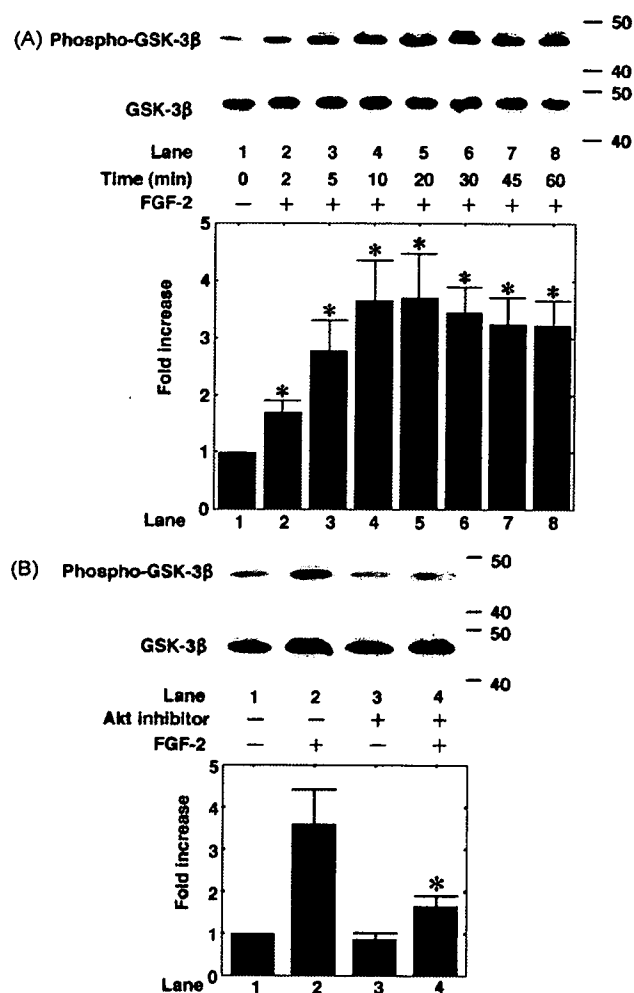 (A) Phospho-GSK-3β
50
40
GSK-3β
50
40
Lane 1 2 3 4 5 6 7 8
Time (min) 0 2 5 10 20 30 45 60
FGF-2 − + + + + + + +
Fold increase
5
4
3
2
1
0
* * * * * * *
Lane 1 2 3 4 5 6 7 8
(B) Phospho-GSK-3β
50
40
GSK-3β
50
40
Lane 1 2 3 4
Akt inhibitor − − + +
FGF-2 − + − +
Fold increase
5
4
3
2
1
0
*
Lane 1 2 3 4